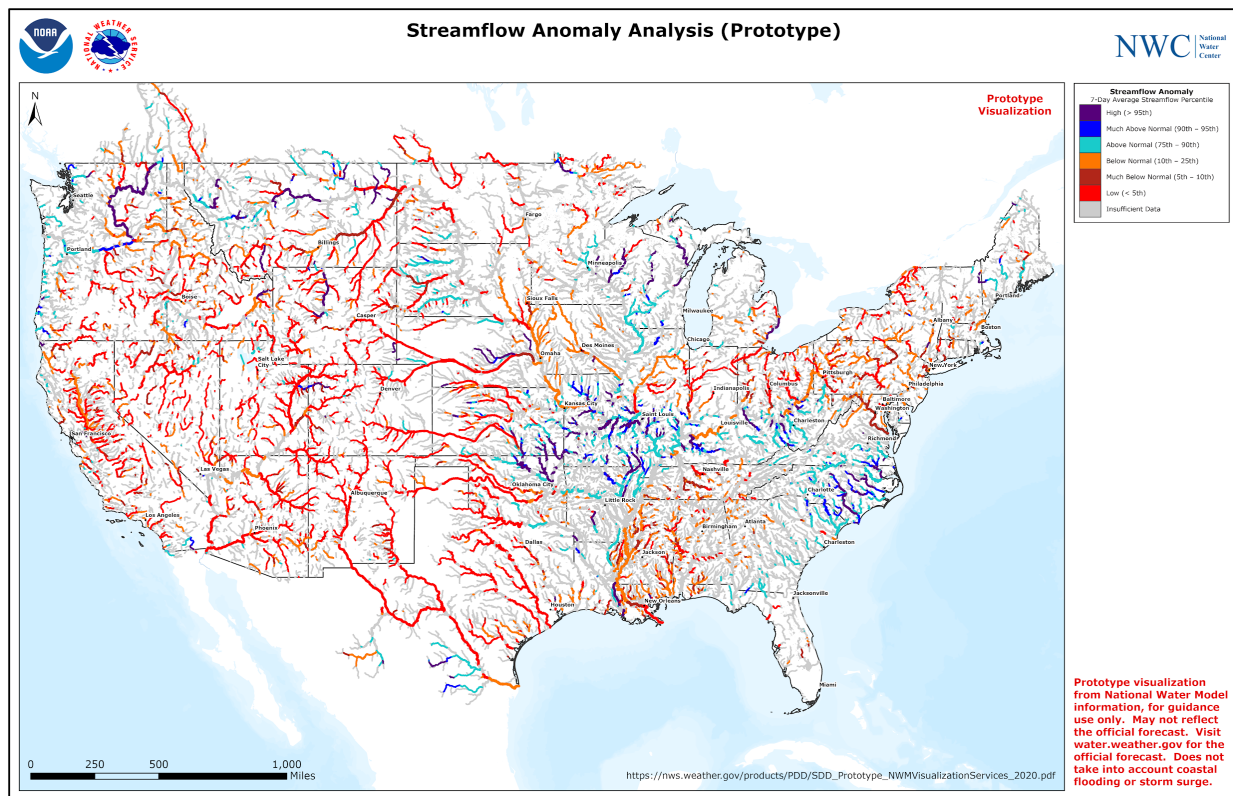 Streamflow Anomaly Analysis (Prototype)
NOAA
NATIONAL WEATHER SERVICE
NWC National Water Center
N
Prototype
Visualization
Streamflow Anomaly
7-Day Average Streamflow Percentile
High (> 95th)
Much Above Normal (90th – 95th)
Above Normal (75th – 90th)
Below Normal (10th – 25th)
Much Below Normal (5th – 10th)
Low (< 5th)
Insufficient Data
Seattle
Portland
Billings
Fargo
Minneapolis
Boise
Casper
Sioux Falls
Milwaukee
Portland
Albany
Boston
Salt Lake
City
Denver
Omaha
Des Moines
Chicago
New York
Pittsburgh
Philadelphia
Columbus
Indianapolis
Baltimore
Washington
Kansas City
Saint Louis
Louisville
Charleston
Richmond
San Francisco
Las Vegas
Oklahoma City
Nashville
Charlotte
Albuquerque
Little Rock
Los Angeles
Phoenix
Dallas
Birmingham
Atlanta
Charleston
Jackson
Houston
New Orleans
Jacksonville
Miami
0 250 500 1,000
Miles
https://nws.weather.gov/products/PDD/SDD_Prototype_NWMVisualizationServices_2020.pdf
Prototype visualization
from National Water Model
information, for guidance
use only. May not reflect
the official forecast. Visit
water.weather.gov for the
official forecast. Does not
take into account coastal
flooding or storm surge.